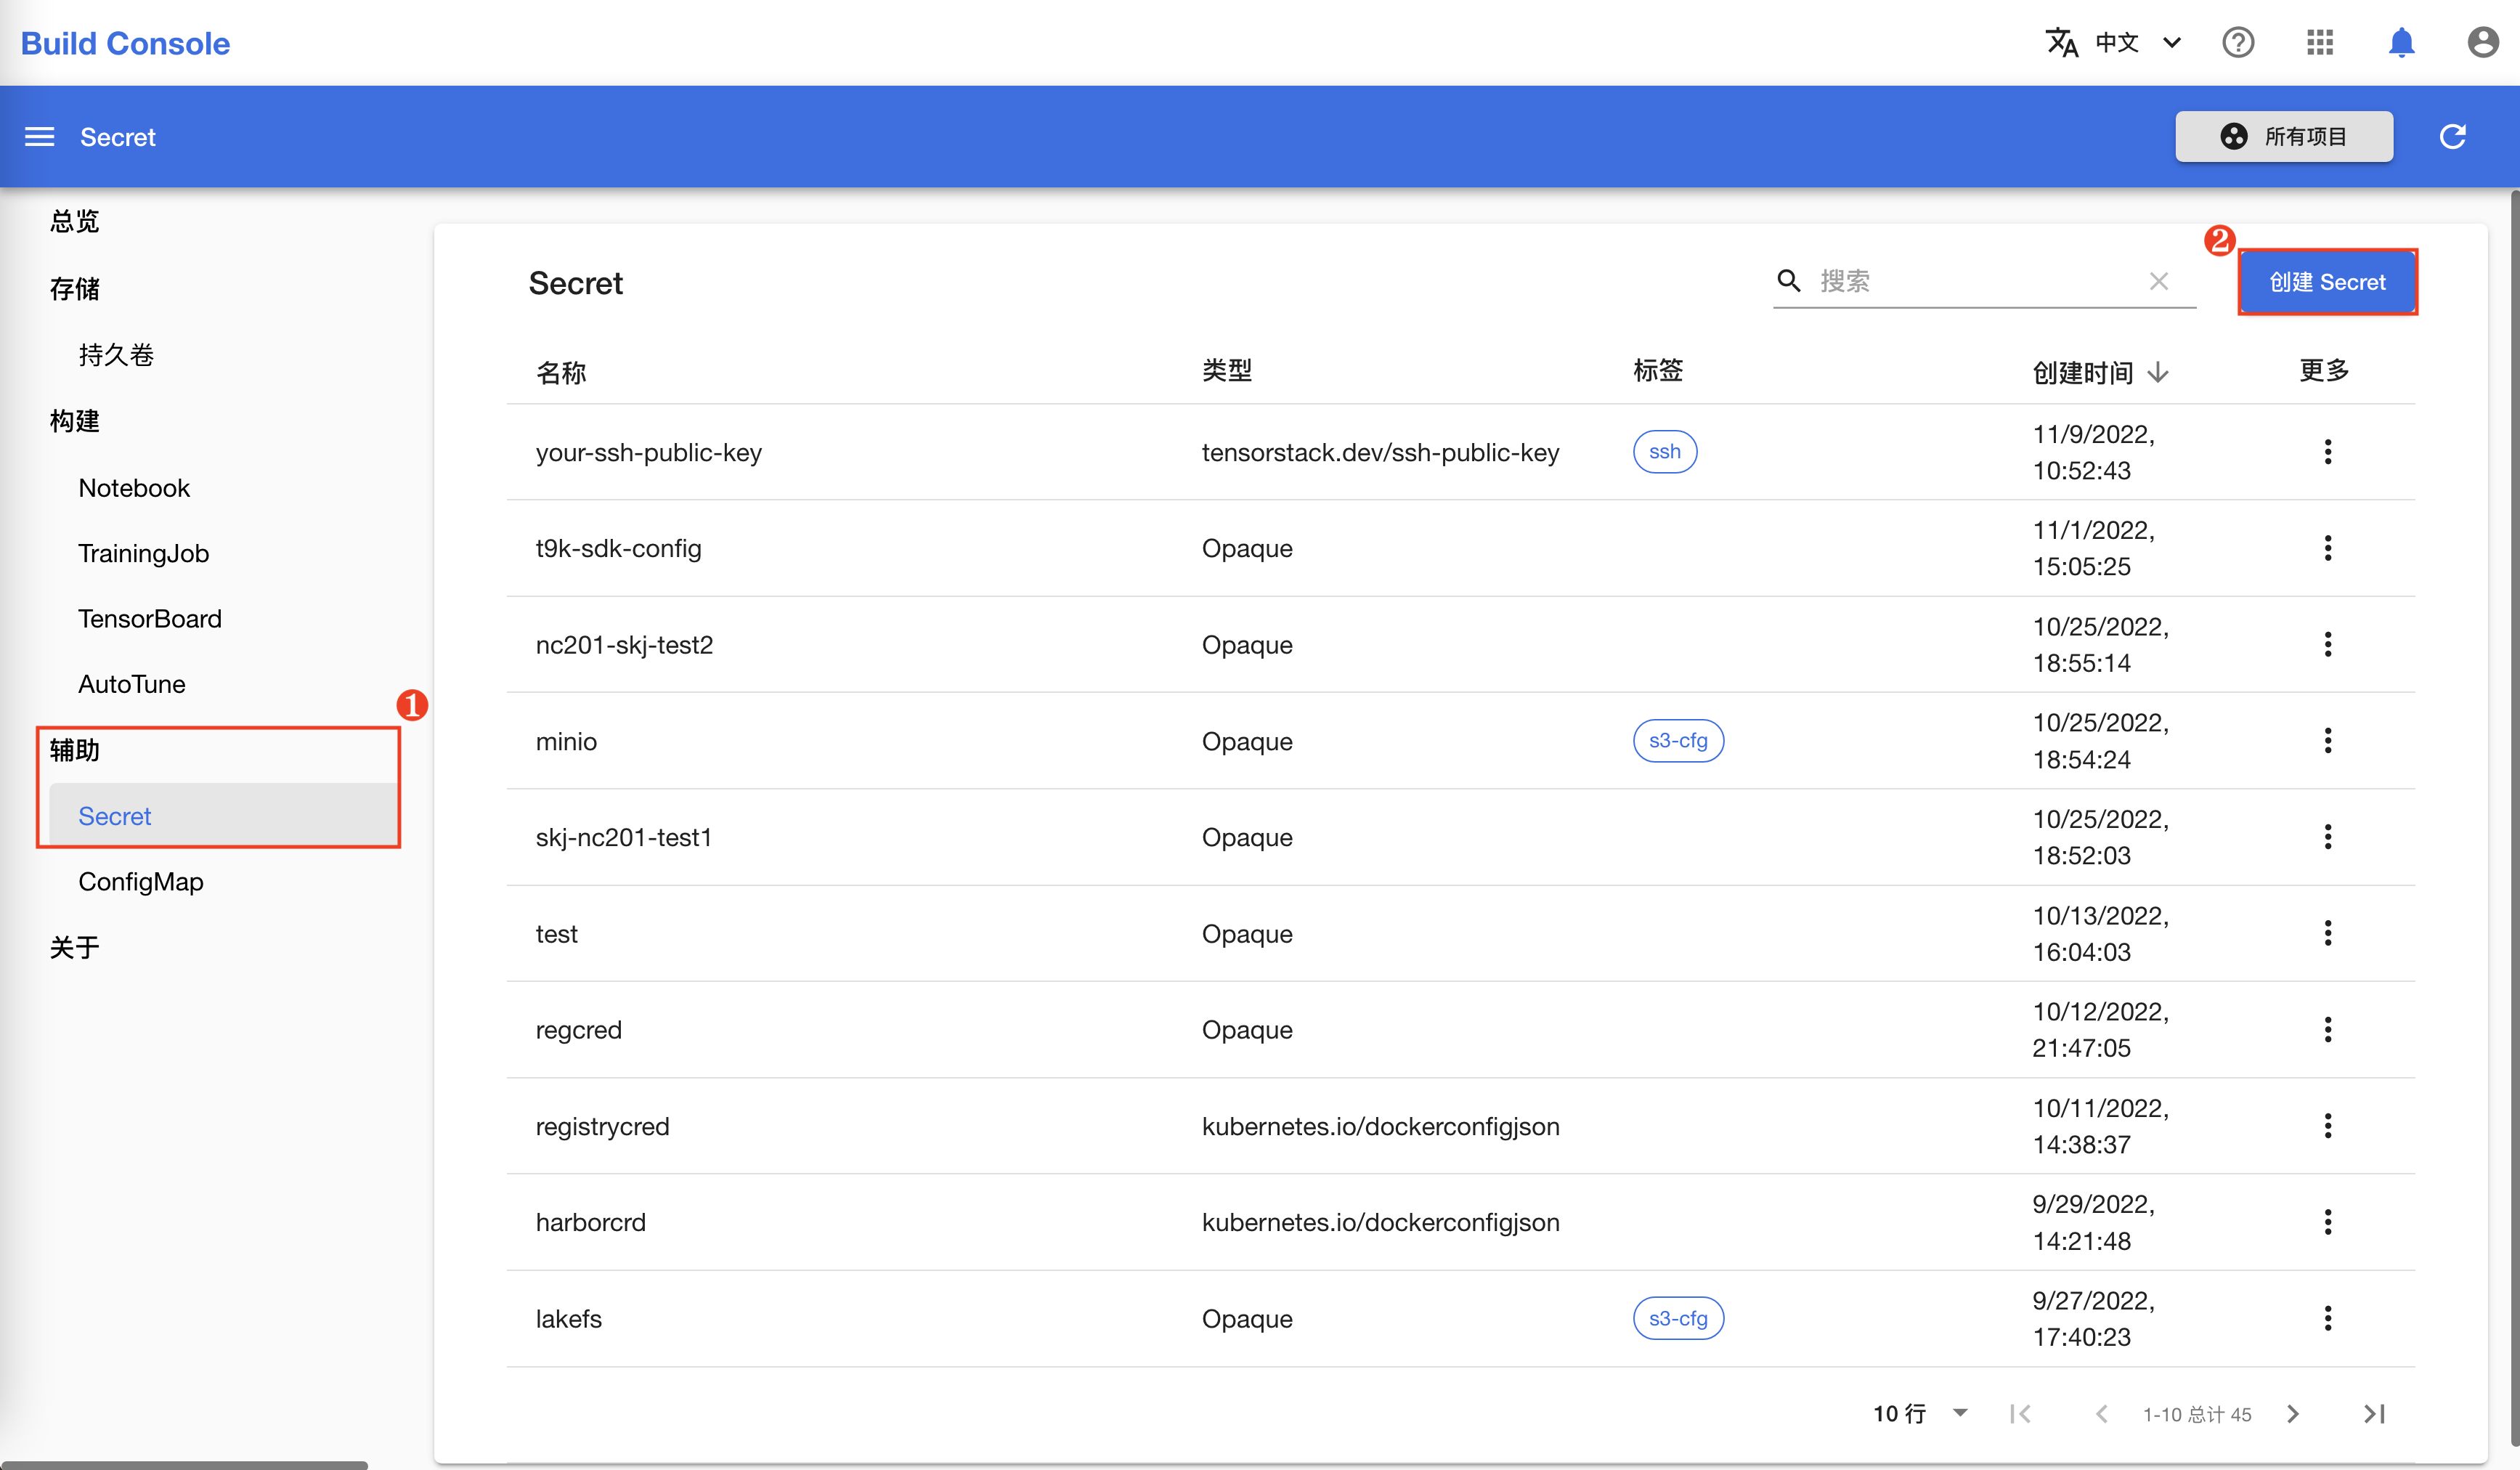 Build Console
中文
Secret
所有项目
总览
存储
持久卷
构建
Notebook
TrainingJob
TensorBoard
AutoTune
1
辅助
Secret
ConfigMap
关于
Secret
搜索
2
创建 Secret
名称 类型 标签 创建时间 更多
your-ssh-public-key tensorstack.dev/ssh-public-key ssh 11/9/2022,
10:52:43
t9k-sdk-config Opaque 11/1/2022,
15:05:25
nc201-skj-test2 Opaque 10/25/2022,
18:55:14
minio Opaque s3-cfg 10/25/2022,
18:54:24
skj-nc201-test1 Opaque 10/25/2022,
18:52:03
test Opaque 10/13/2022,
16:04:03
regcred Opaque 10/12/2022,
21:47:05
registrycred kubernetes.io/dockerconfigjson 10/11/2022,
14:38:37
harborcrd kubernetes.io/dockerconfigjson 9/29/2022,
14:21:48
lakefs Opaque s3-cfg 9/27/2022,
17:40:23
10 行 1-10 总计 45